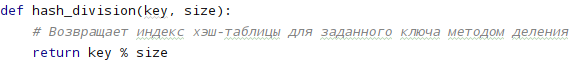 def hash_division(key, size):
    # Возвращает индекс хэш-таблицы для заданного ключа методом деления
    return key % size